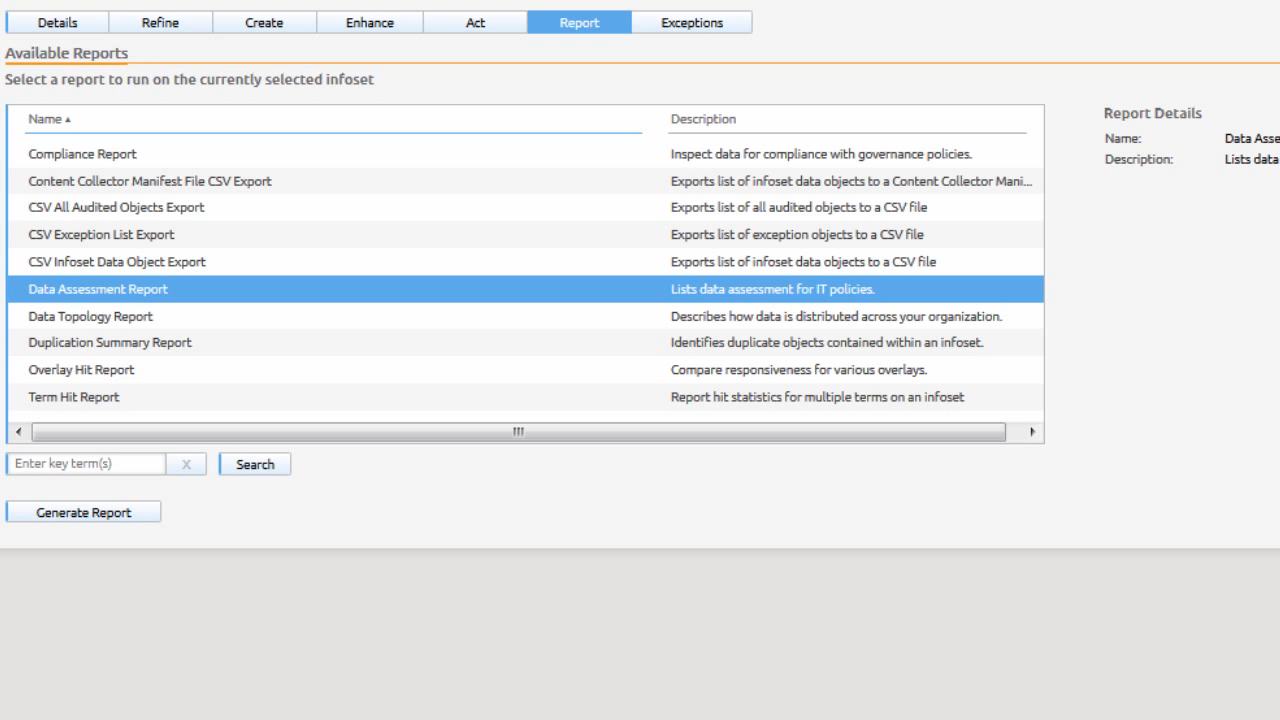 Details Refine Create Enhance Act Report Exceptions
Available Reports
Select a report to run on the currently selected infoset
Name Description
Compliance Report Inspect data for compliance with governance policies.
Content Collector Manifest File CSV Export Exports list of infoset data objects to a Content Collector Mani...
CSV All Audited Objects Export Exports list of all audited objects to a CSV file
CSV Exception List Export Exports list of exception objects to a CSV file
CSV Infoset Data Object Export Exports list of infoset data objects to a CSV file
Data Assessment Report Lists data assessment for IT policies.
Data Topology Report Describes how data is distributed across your organization.
Duplication Summary Report Identifies duplicate objects contained within an infoset.
Overlay Hit Report Compare responsiveness for various overlays.
Term Hit Report Report hit statistics for multiple terms on an infoset
Enter key term(s) X Search
Generate Report
Report Details
Name: Data Asse
Description: Lists data